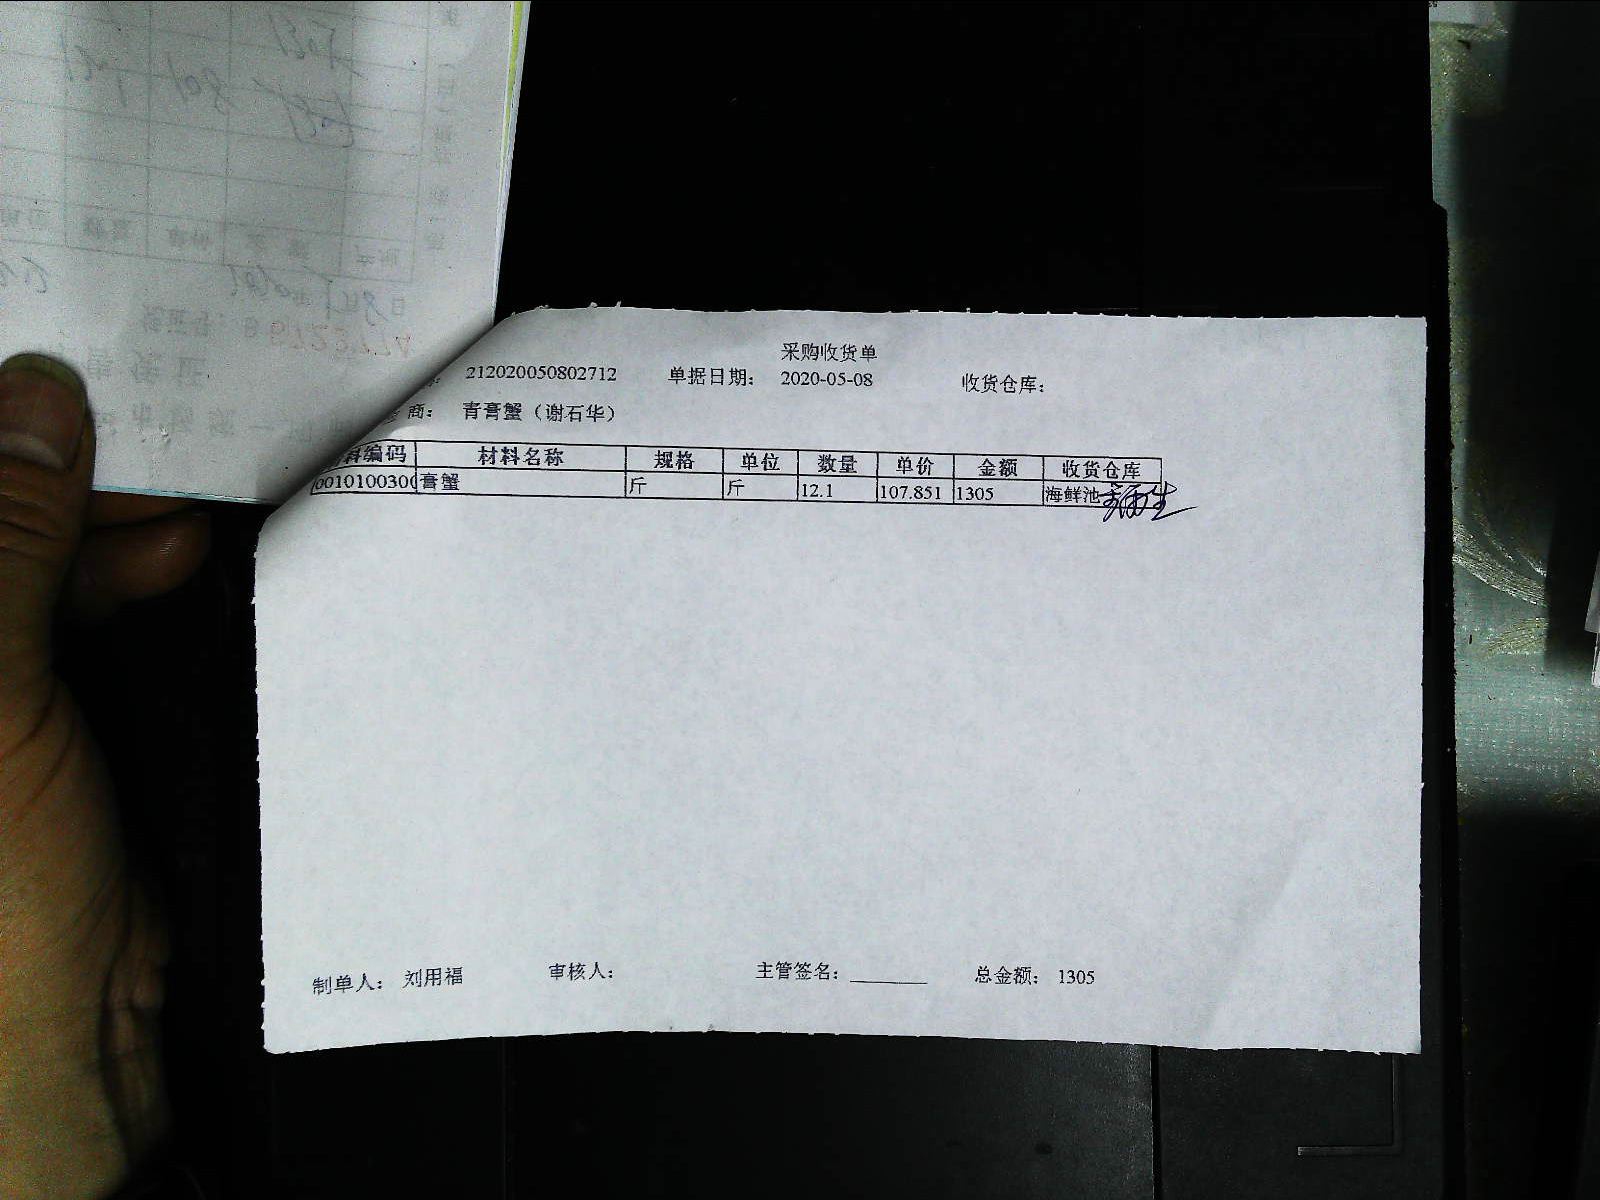 采购收货单
212020050802712 单据日期: 2020-05-08 收货仓库:
商: 青膏蟹（谢石华）
料编码 材料名称 规格 单位 数量 单价 金额 收货仓库
0010100300 膏蟹 斤 斤 12.1 107.851 1305 海鲜池
制单人: 刘用福 审核人: 主管签名: ________ 总金额: 1305